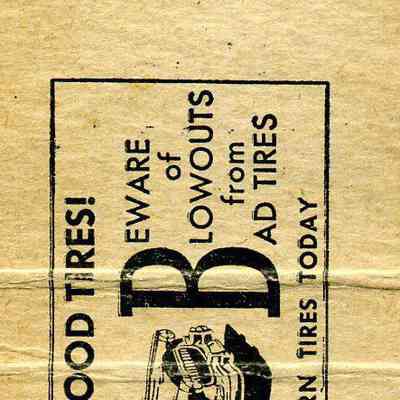 OOD TIRES!
B
EWARE
of
LOWOUTS
from
AD TIRES
RN TIRES TODAY